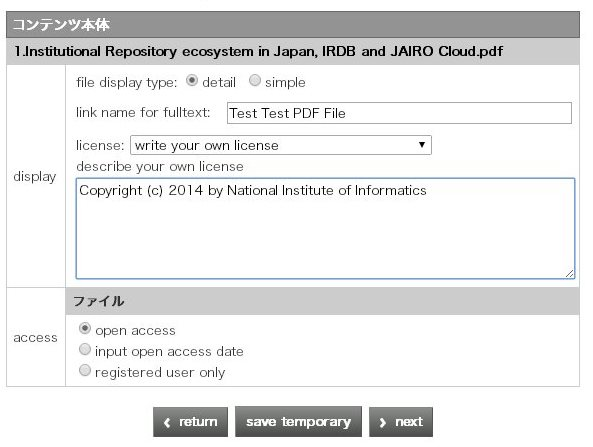 コンテンツ本体
1.Institutional Repository ecosystem in Japan, IRDB and JAIRO Cloud.pdf
display
file display type: detail simple
link name for fulltext: Test Test PDF File
license: write your own license
describe your own license
Copyright (c) 2014 by National Institute of Informatics
access
ファイル
open access
input open access date
registered user only
‹ return save temporary › next